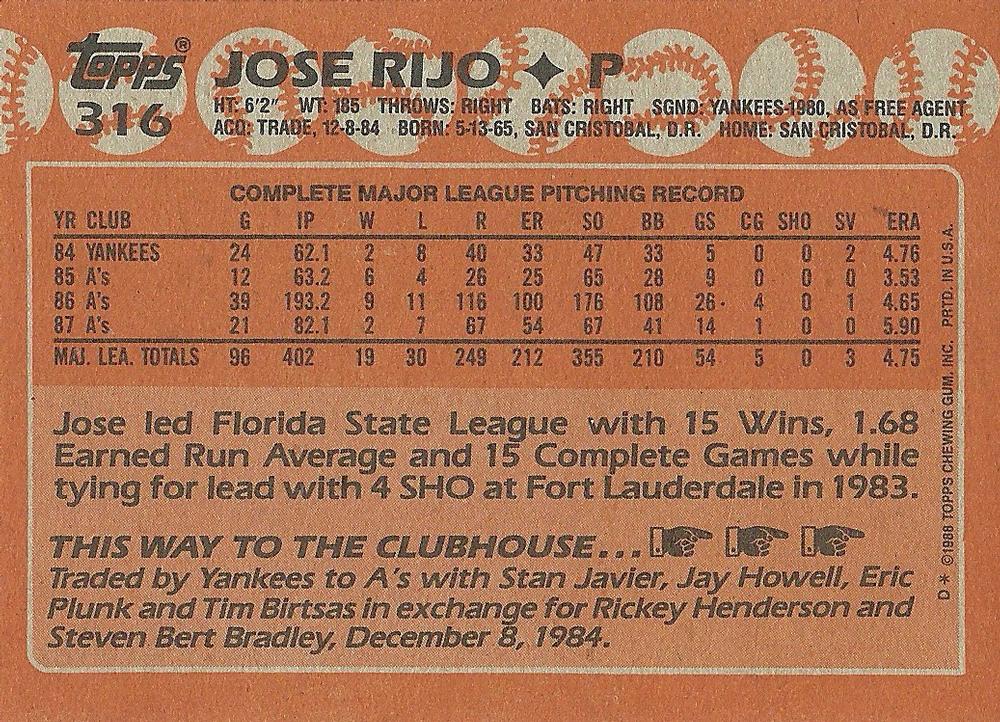 topps®
316
JOSE RIJO ✦ P
HT: 6'2" WT: 185 THROWS: RIGHT BATS: RIGHT SGND: YANKEES-1980, AS FREE AGENT
ACQ: TRADE, 12-8-84 BORN: 5-13-65, SAN CRISTOBAL, D.R. HOME: SAN CRISTOBAL, D.R.
COMPLETE MAJOR LEAGUE PITCHING RECORD
YR CLUB G IP W L R ER SO BB GS CG SHO SV ERA
84 YANKEES 24 62.1 2 8 40 33 47 33 5 0 0 2 4.76
85 A's 12 63.2 6 4 26 25 65 28 9 0 0 0 3.53
86 A's 39 193.2 9 11 116 100 176 108 26 4 0 1 4.65
87 A's 21 82.1 2 7 67 54 67 41 14 1 0 0 5.90
MAJ. LEA. TOTALS 96 402 19 30 249 212 355 210 54 5 0 3 4.75
Jose led Florida State League with 15 Wins, 1.68
Earned Run Average and 15 Complete Games while
tying for lead with 4 SHO at Fort Lauderdale in 1983.
THIS WAY TO THE CLUBHOUSE...
Traded by Yankees to A's with Stan Javier, Jay Howell, Eric
Plunk and Tim Birtsas in exchange for Rickey Henderson and
Steven Bert Bradley, December 8, 1984.
D * ©1988 TOPPS CHEWING GUM, INC. PRTD. IN U.S.A.